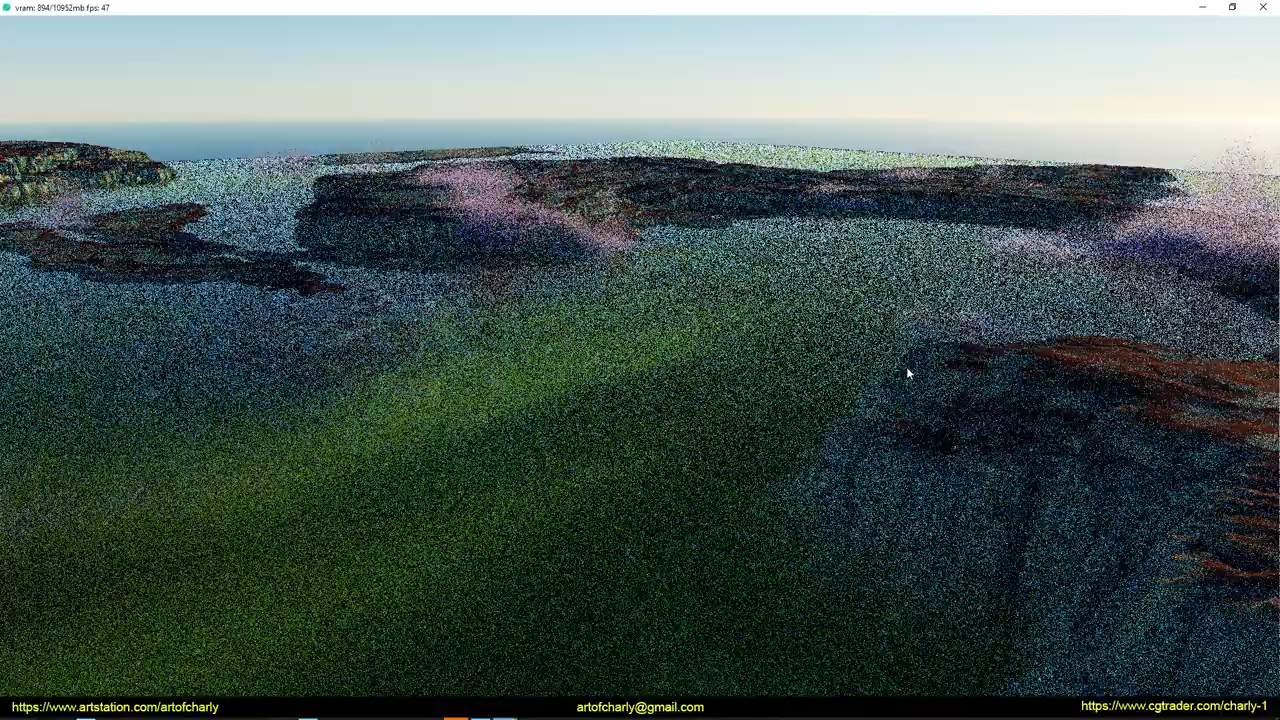 vram: 894/10952mb fps: 47
https://www.artstation.com/artofcharly
artofcharly@gmail.com
https://www.cgtrader.com/charly-1